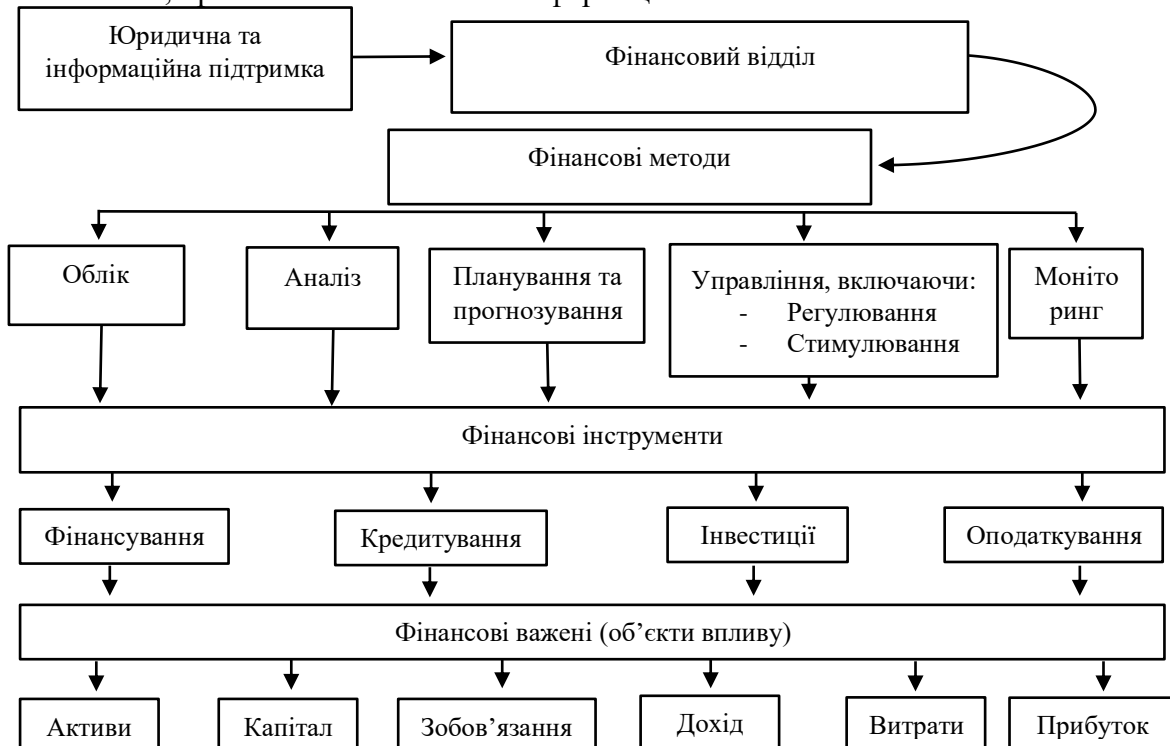 Юридична та
інформаційна підтримка
Фінансовий відділ
Фінансові методи
Облік
Аналіз
Планування та
прогнозування
Управління, включаючи:
- Регулювання
- Стимулювання
Моніто
ринг
Фінансові інструменти
Фінансування
Кредитування
Інвестиції
Оподаткування
Фінансові важені (об’єкти впливу)
Активи
Капітал
Зобов’язання
Дохід
Витрати
Прибуток